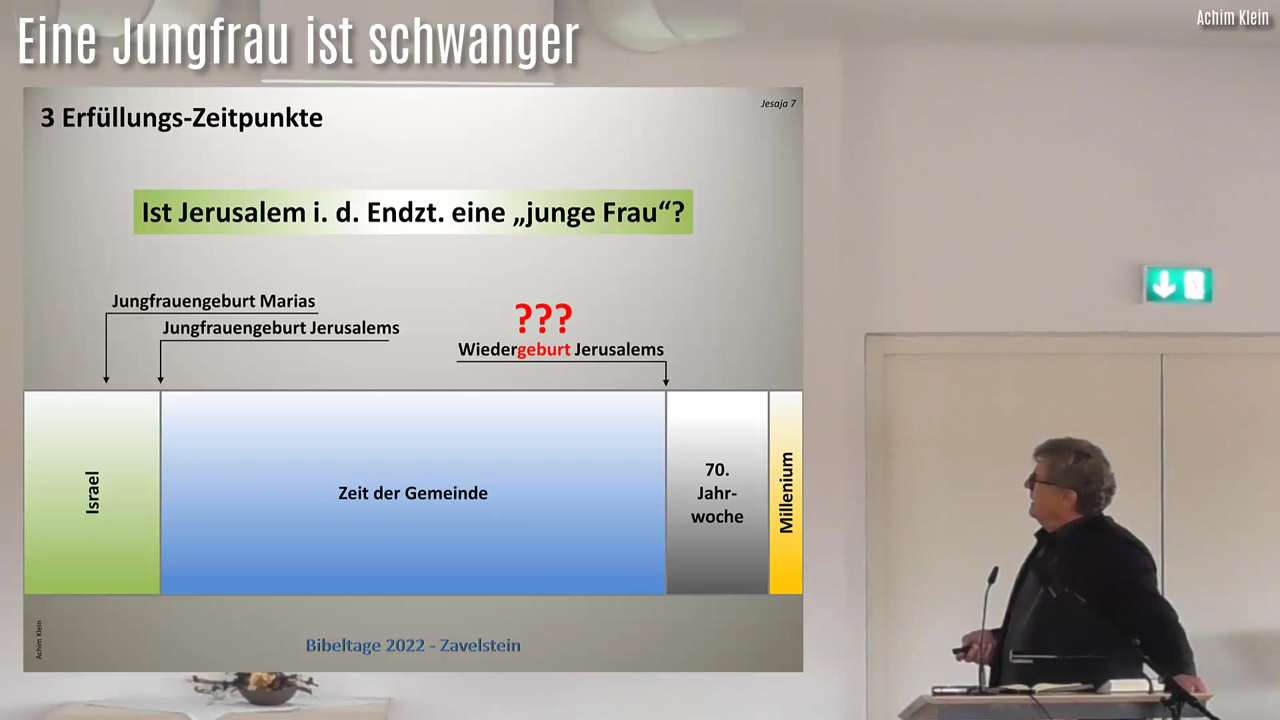 Eine Jungfrau ist schwanger
Achim Klein
3 Erfüllungs-Zeitpunkte
Jesaja 7
Ist Jerusalem i. d. Endzt. eine „junge Frau“?
Jungfrauengeburt Marias
Jungfrauengeburt Jerusalems
???
Wiedergeburt Jerusalems
Israel
Zeit der Gemeinde
70.
Jahr-
woche
Millenium
Achim Klein
Bibeltage 2022 - Zavelstein